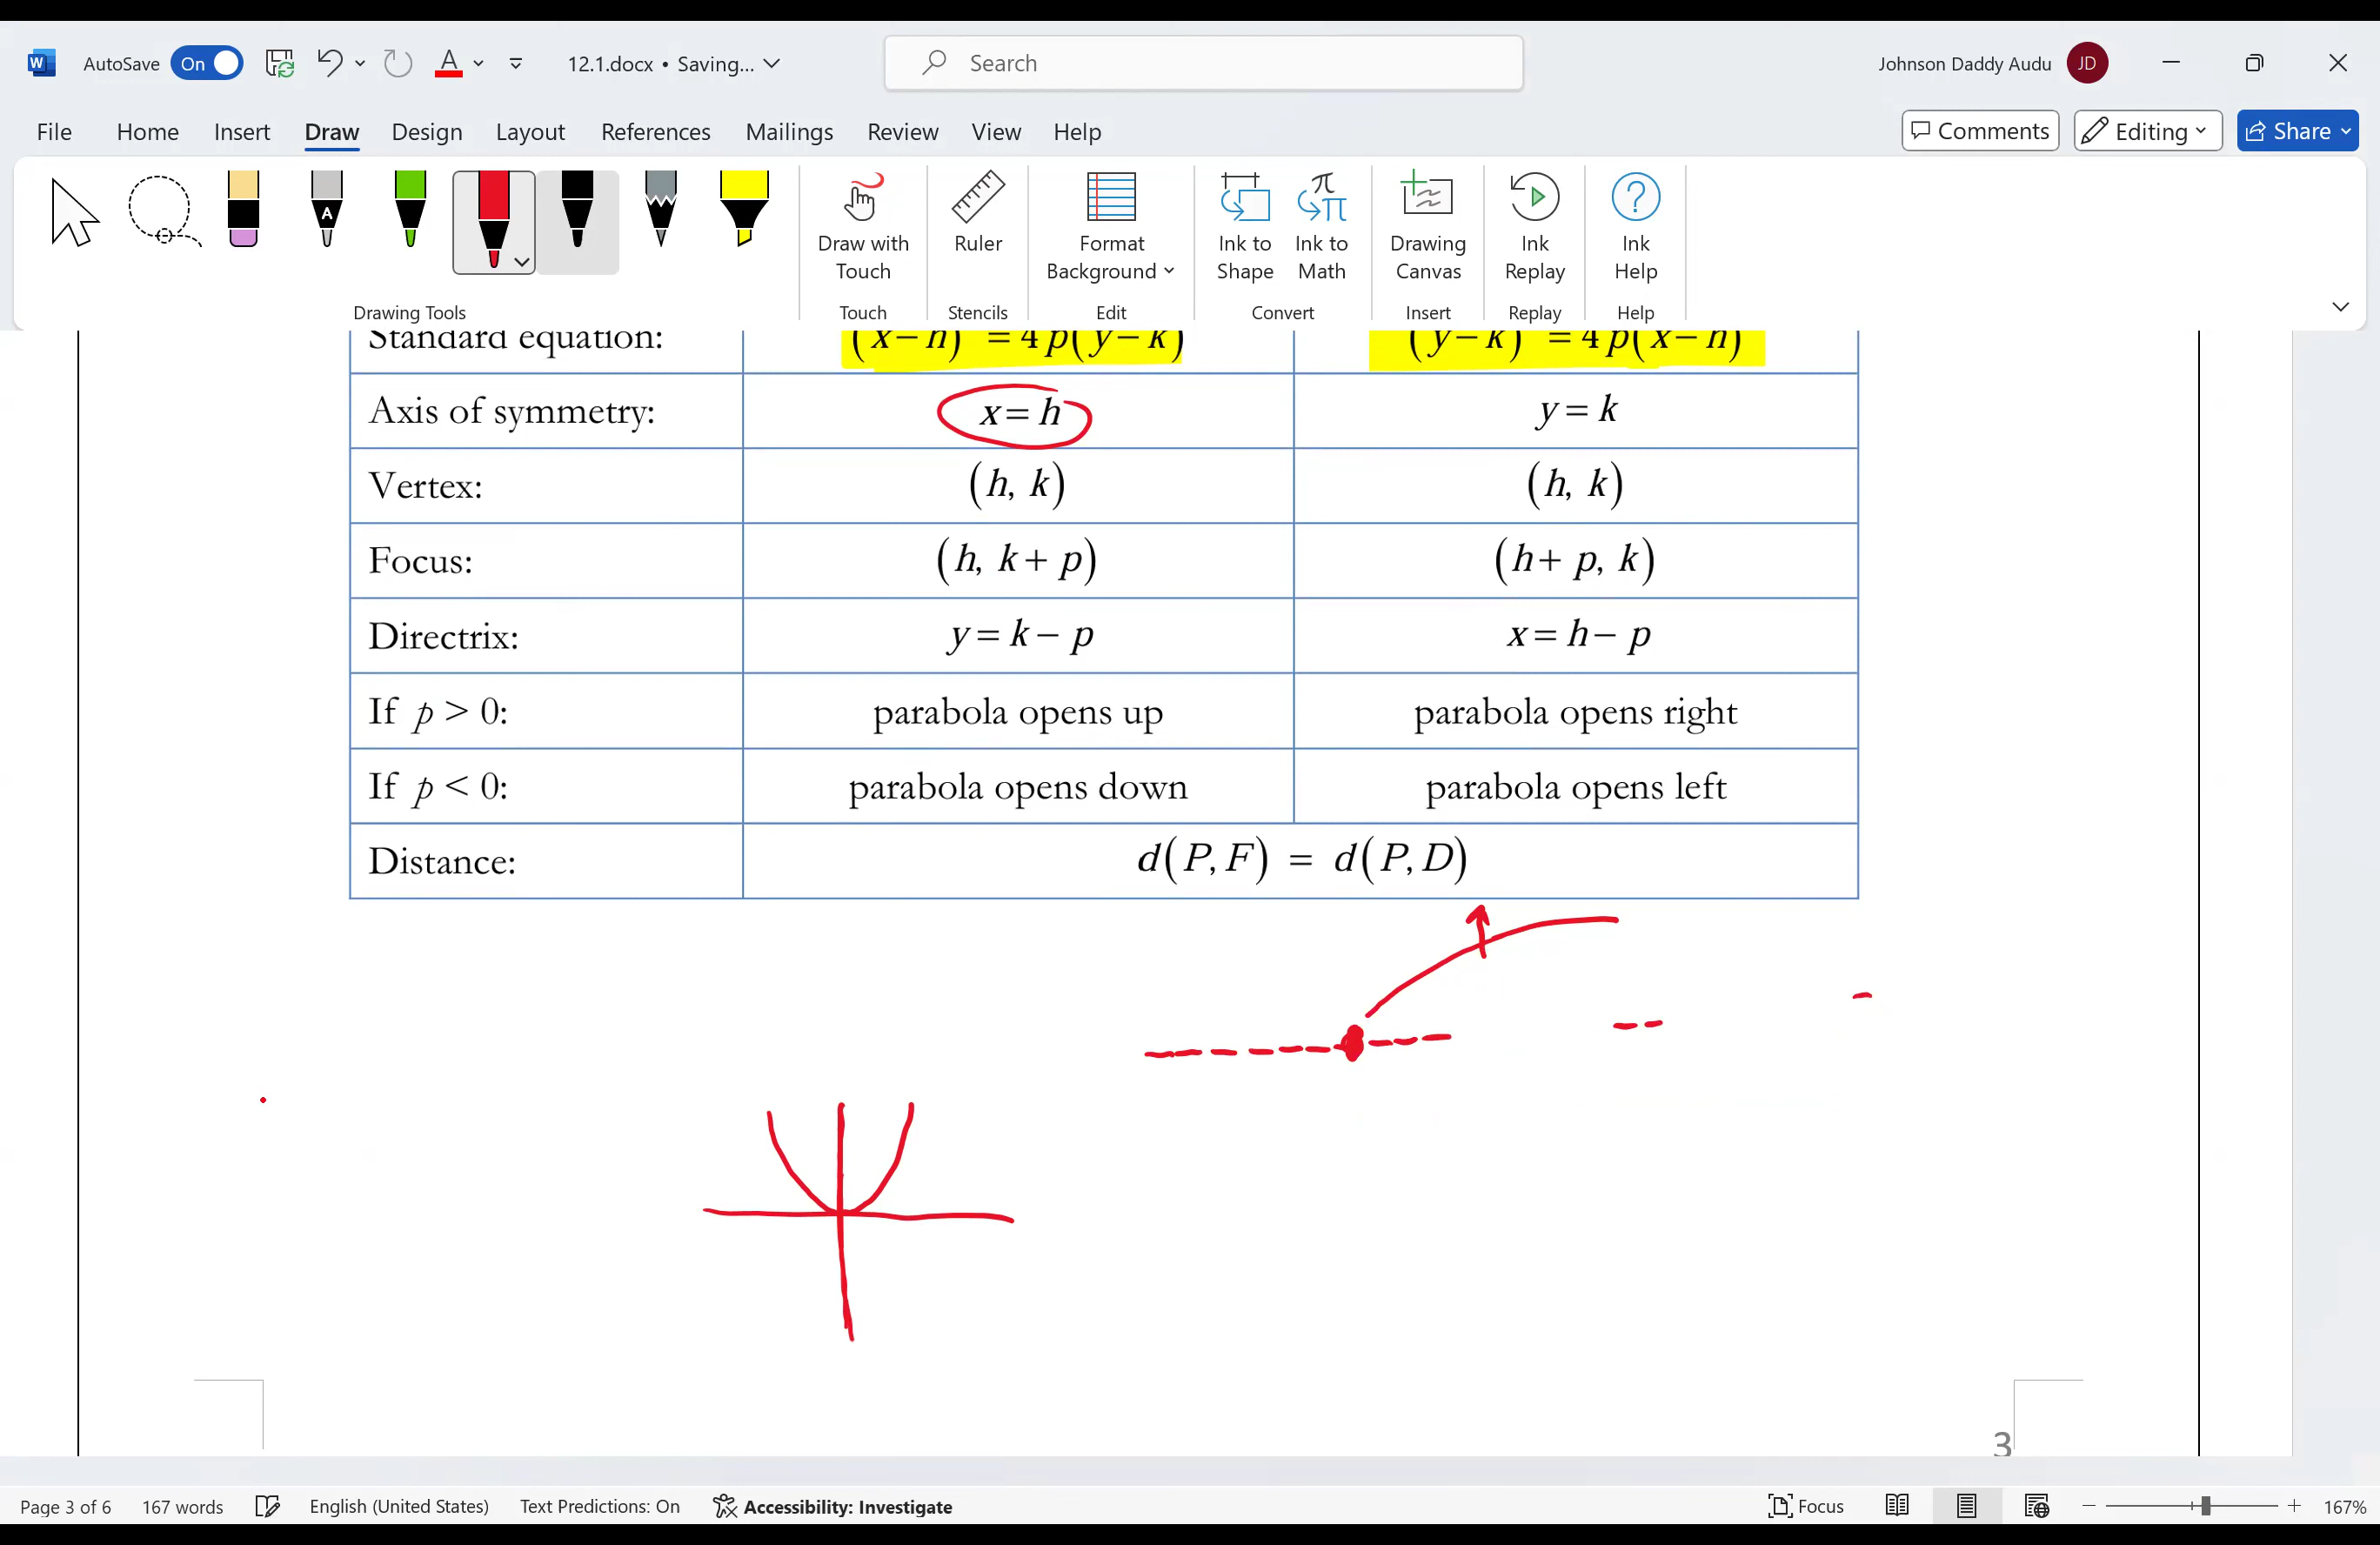 AutoSave On A 12.1.docx • Saving... Search Johnson Daddy Audu JD
File Home Insert Draw Design Layout References Mailings Review View Help Comments Editing Share
A
Draw with Touch
Ruler
Format Background
Ink to Shape
Ink to Math
Drawing Canvas
Ink Replay
Ink Help
Drawing Tools Touch Stencils Edit Convert Insert Replay Help
Standard equation: (x−h) = 4p(y−k) (y−k) = 4p(x−h)
Axis of symmetry: x = h y = k
Vertex: (h, k) (h, k)
Focus: (h, k + p) (h + p, k)
Directrix: y = k − p x = h − p
If p > 0: parabola opens up parabola opens right
If p < 0: parabola opens down parabola opens left
Distance: d(P,F) = d(P,D)
3
Page 3 of 6 167 words English (United States) Text Predictions: On Accessibility: Investigate Focus 167%